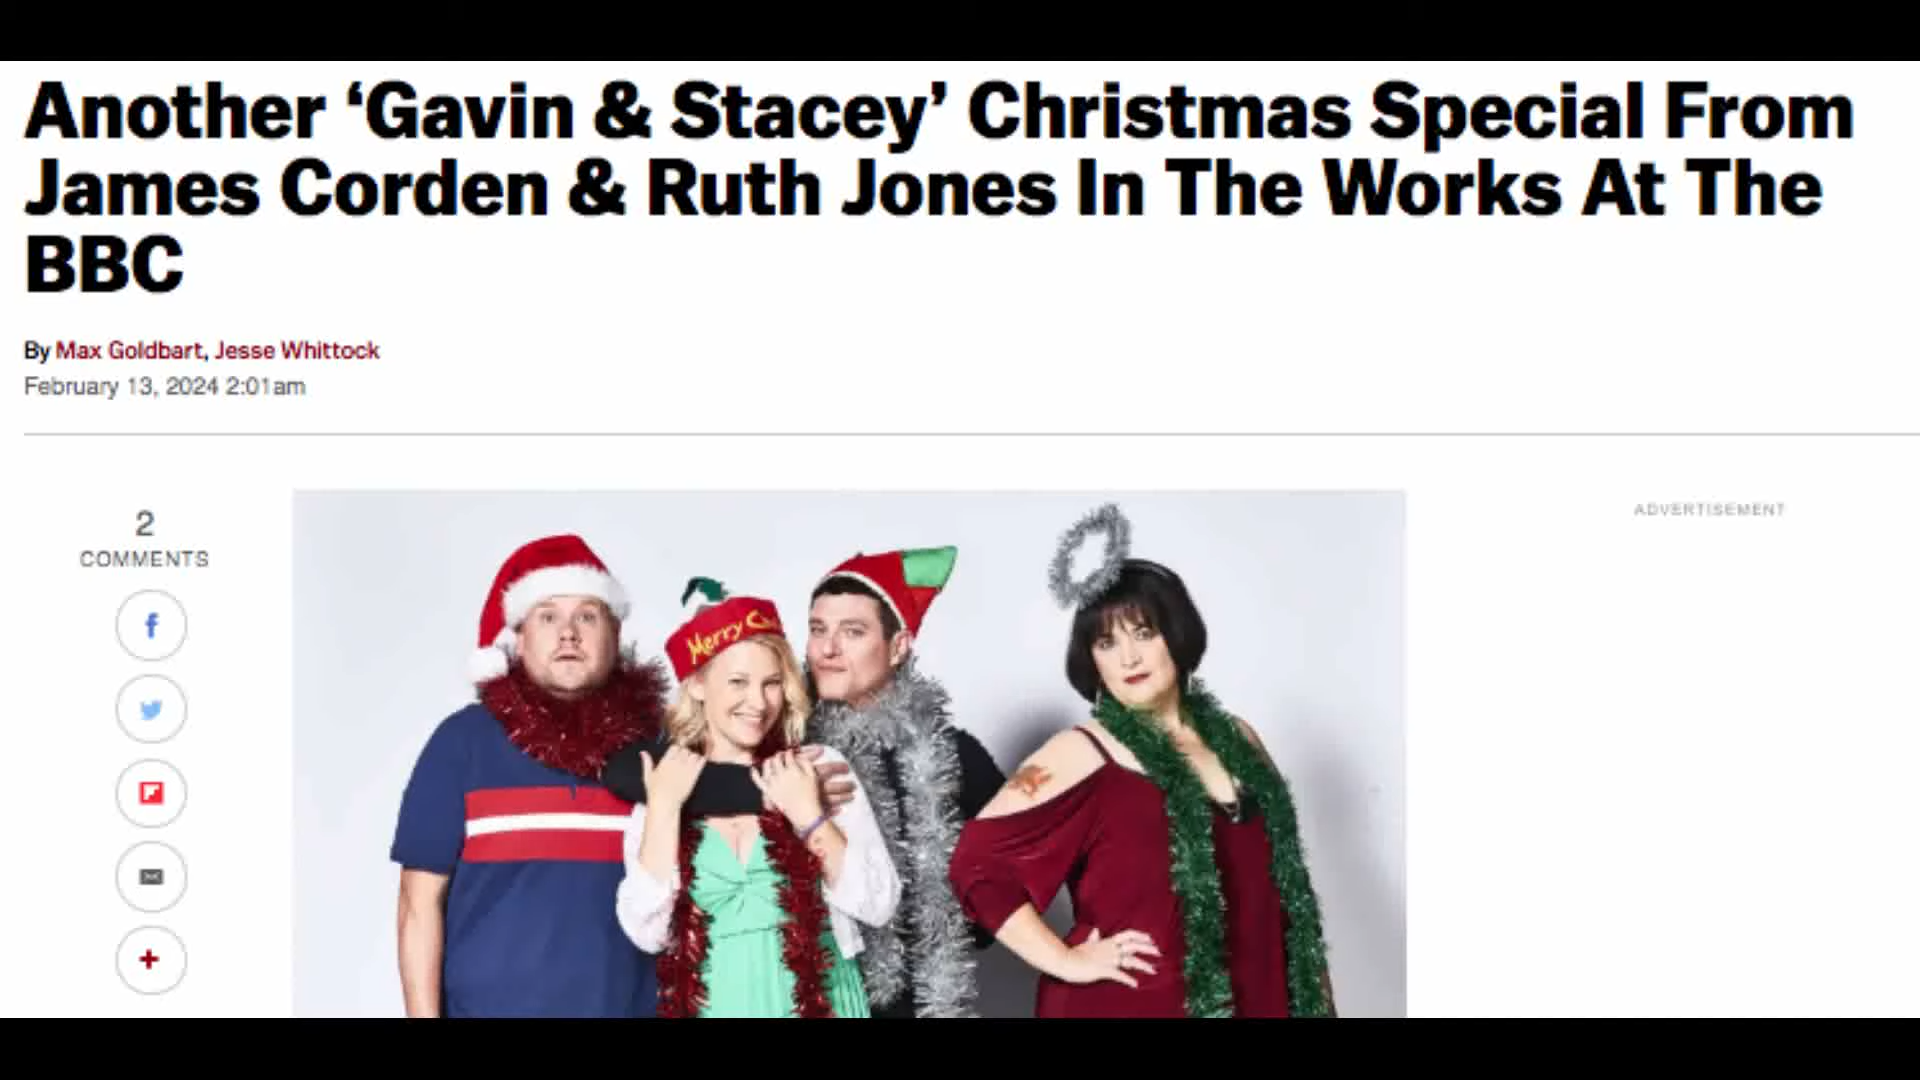 Another ‘Gavin & Stacey’ Christmas Special From
James Corden & Ruth Jones In The Works At The
BBC
By Max Goldbart, Jesse Whittock
February 13, 2024 2:01am
2
COMMENTS
ADVERTISEMENT
Merry